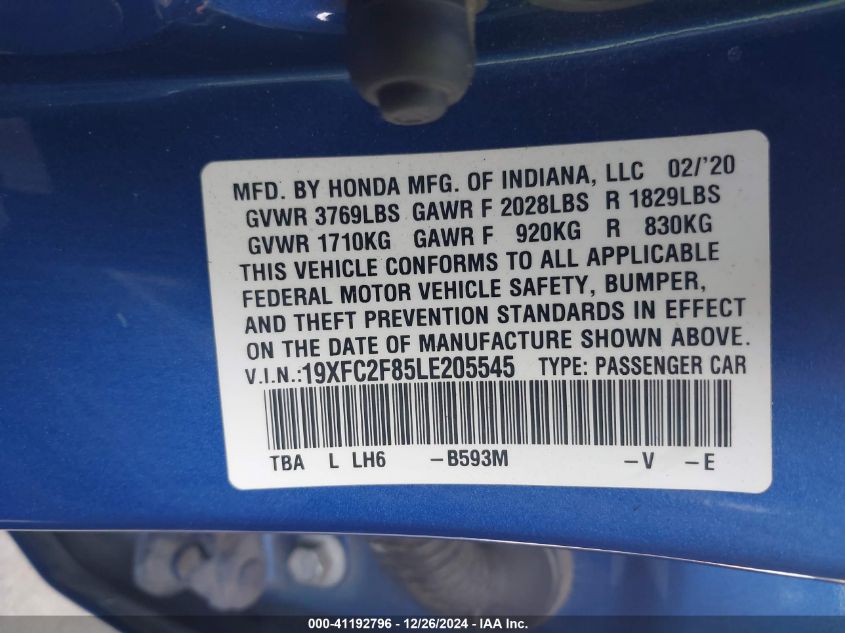 MFD. BY HONDA MFG. OF INDIANA, LLC 02/'20
GVWR 3769LBS GAWR F 2028LBS R 1829LBS
GVWR 1710KG GAWR F 920KG R 830KG
THIS VEHICLE CONFORMS TO ALL APPLICABLE
FEDERAL MOTOR VEHICLE SAFETY, BUMPER,
AND THEFT PREVENTION STANDARDS IN EFFECT
ON THE DATE OF MANUFACTURE SHOWN ABOVE.
V.I.N.:19XFC2F85LE205545 TYPE: PASSENGER CAR
TBA L LH6 -B593M -V -E
000-41192796 - 12/26/2024 - IAA Inc.